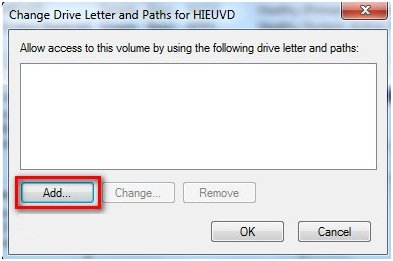 Change Drive Letter and Paths for HIEUVD
Allow access to this volume by using the following drive letter and paths:
Add... Change... Remove
OK Cancel